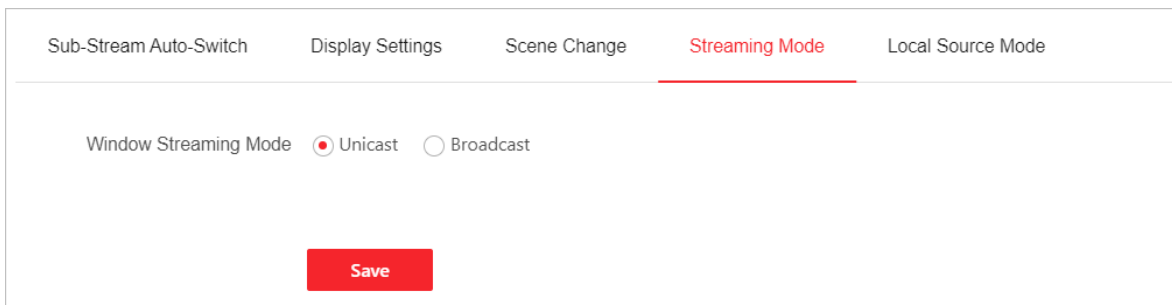 Sub-Stream Auto-Switch Display Settings Scene Change Streaming Mode Local Source Mode
Window Streaming Mode Unicast Broadcast
Save